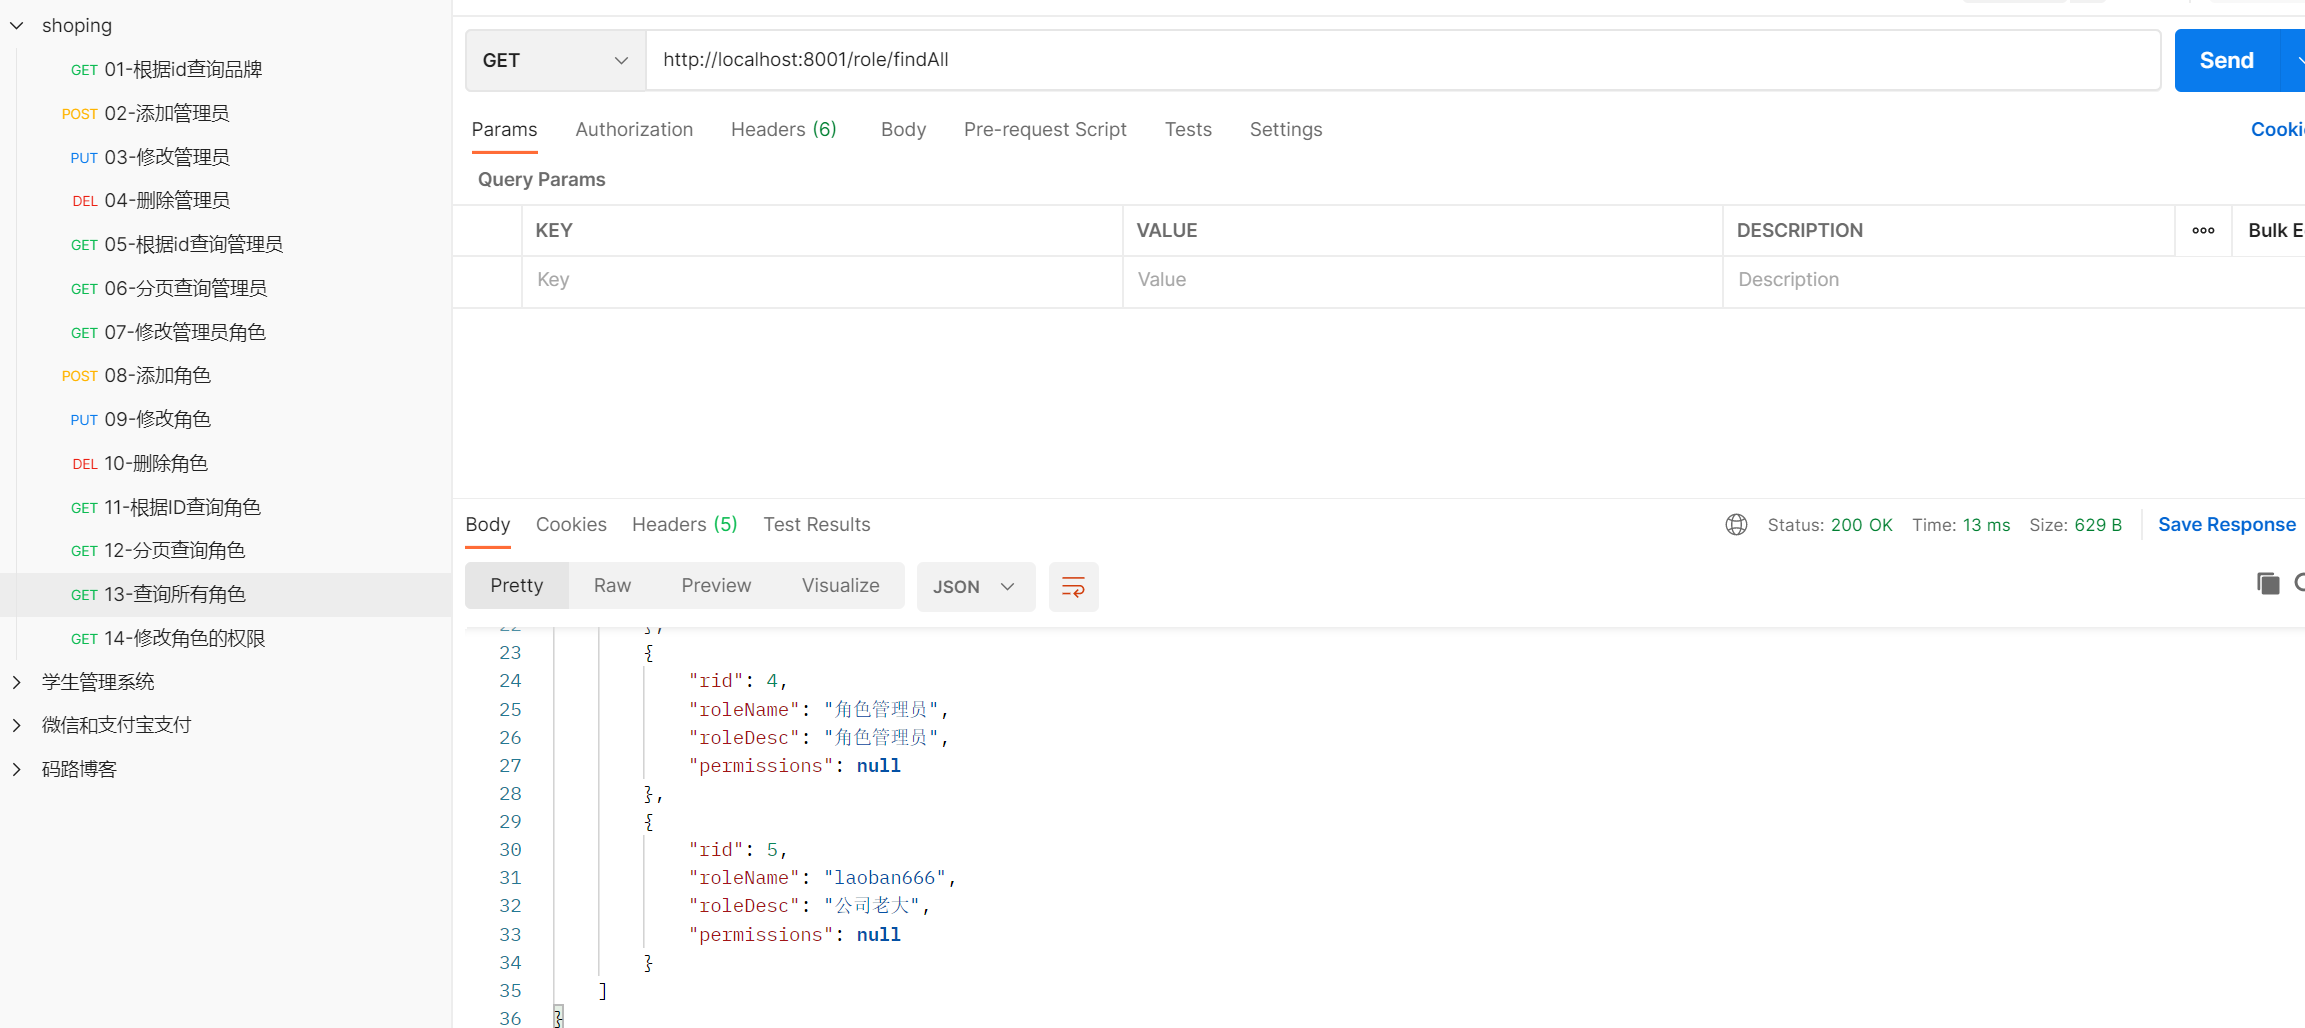 shoping
GET 01-根据id查询品牌
POST 02-添加管理员
PUT 03-修改管理员
DEL 04-删除管理员
GET 05-根据id查询管理员
GET 06-分页查询管理员
GET 07-修改管理员角色
POST 08-添加角色
PUT 09-修改角色
DEL 10-删除角色
GET 11-根据ID查询角色
GET 12-分页查询角色
GET 13-查询所有角色
GET 14-修改角色的权限
学生管理系统
微信和支付宝支付
码路博客
GET http://localhost:8001/role/findAll Send
Params Authorization Headers (6) Body Pre-request Script Tests Settings Cooki
Query Params
KEY VALUE DESCRIPTION ooo Bulk E
Key Value Description
Body Cookies Headers (5) Test Results Status: 200 OK Time: 13 ms Size: 629 B Save Response
Pretty Raw Preview Visualize JSON
22 },
23 {
24 "rid": 4,
25 "roleName": "角色管理员",
26 "roleDesc": "角色管理员",
27 "permissions": null
28 },
29 {
30 "rid": 5,
31 "roleName": "laoban666",
32 "roleDesc": "公司老大",
33 "permissions": null
34 }
35 ]
36 }